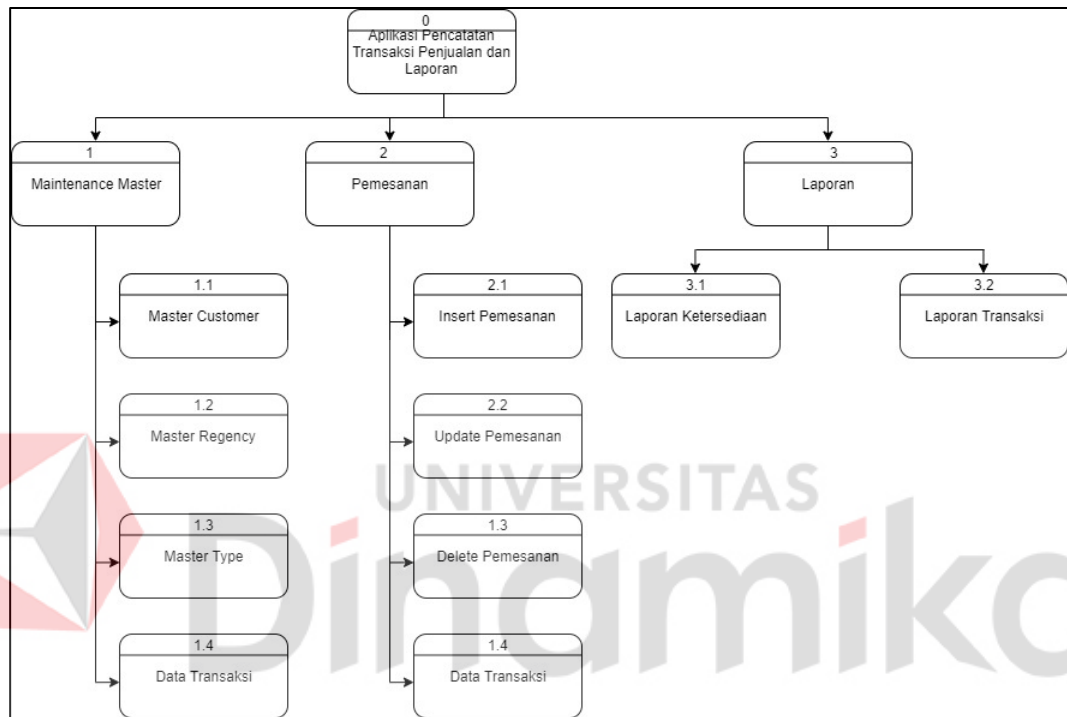 0
Aplikasi Pencatatan
Transaksi Penjualan dan
Laporan
1
Maintenance Master
2
Pemesanan
3
Laporan
1.1
Master Customer
2.1
Insert Pemesanan
3.1
Laporan Ketersediaan
3.2
Laporan Transaksi
1.2
Master Regency
2.2
Update Pemesanan
UNIVERSITAS
Dinamika
1.3
Master Type
1.3
Delete Pemesanan
1.4
Data Transaksi
1.4
Data Transaksi